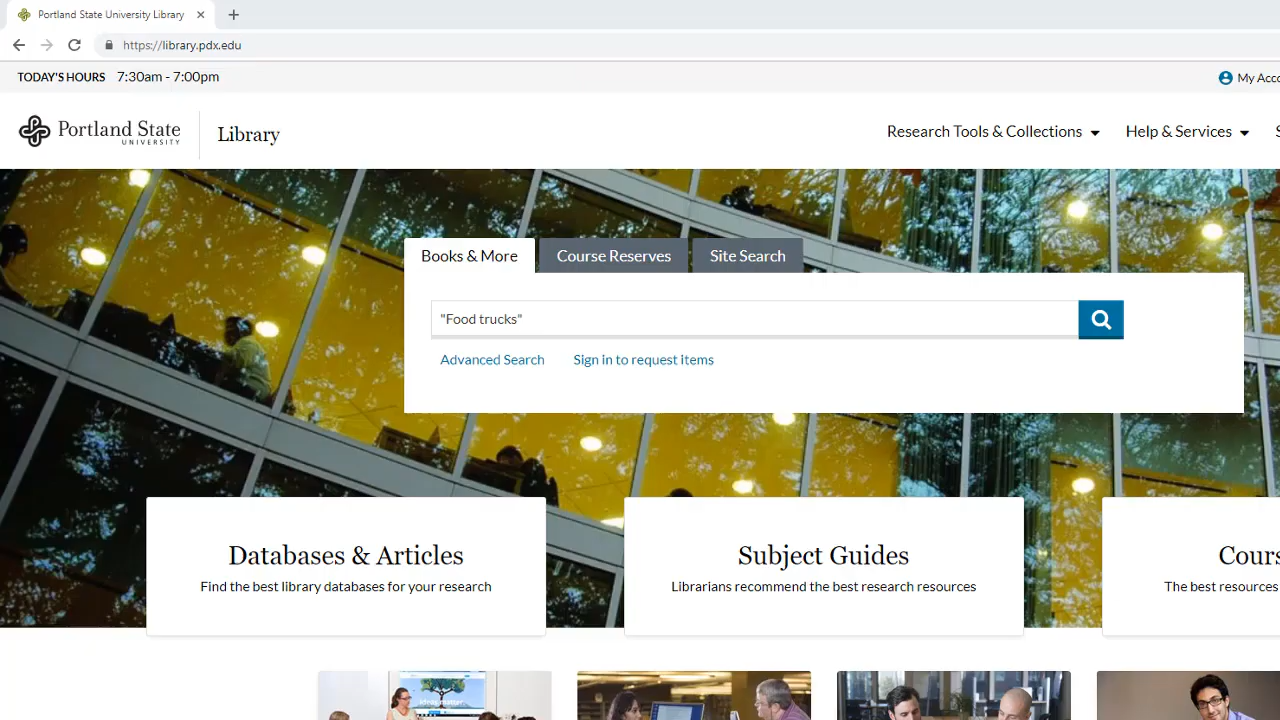 Portland State University Library
https://library.pdx.edu
TODAY'S HOURS 7:30am - 7:00pm
My Acco
Portland State
UNIVERSITY
Library
Research Tools & Collections
Help & Services
Books & More
Course Reserves
Site Search
"Food trucks"
Advanced Search
Sign in to request items
Databases & Articles
Find the best library databases for your research
Subject Guides
Librarians recommend the best research resources
Cours
The best resources